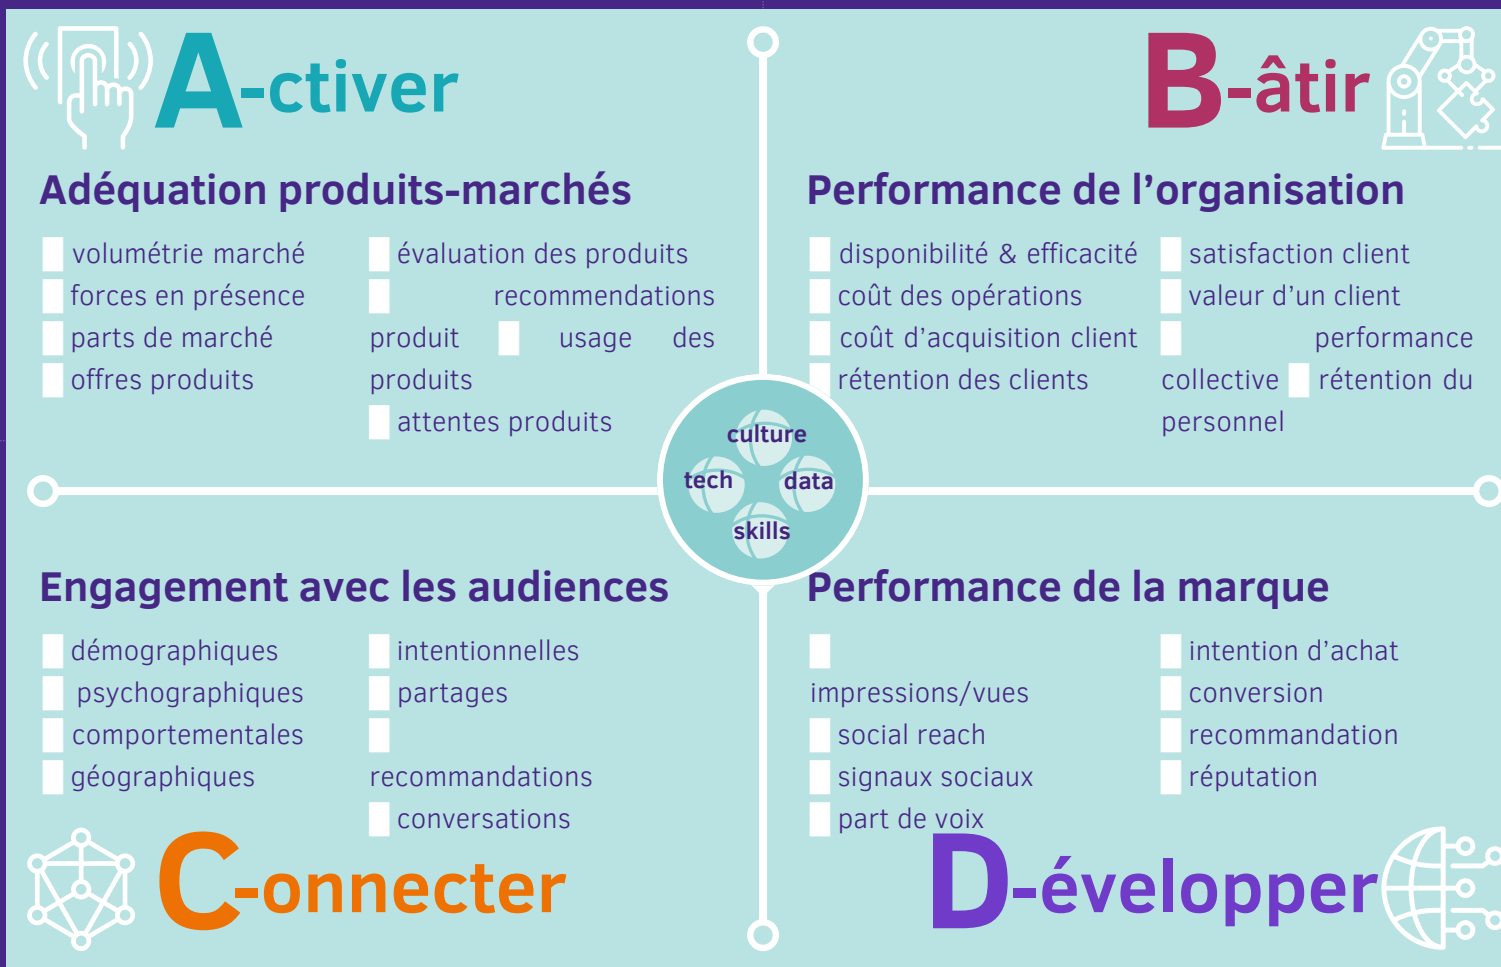 A-ctiver
Adéquation produits-marchés
volumétrie marché
forces en présence
parts de marché
offres produits
évaluation des produits
recommendations
produit usage des
produits
attentes produits
B-âtir
Performance de l'organisation
disponibilité & efficacité
coût des opérations
coût d'acquisition client
rétention des clients
satisfaction client
valeur d'un client
performance
collective rétention du
personnel
culture
tech data
skills
Engagement avec les audiences
démographiques
psychographiques
comportementales
géographiques
intentionnelles
partages
recommandations
conversations
C-onnecter
Performance de la marque
impressions/vues
social reach
signaux sociaux
part de voix
intention d'achat
conversion
recommandation
réputation
D-évelopper